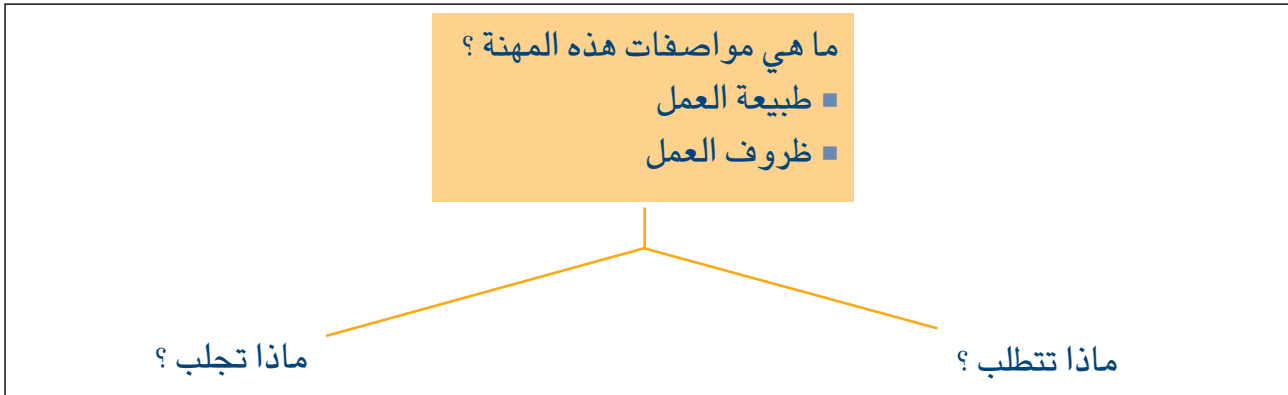 ما هي مواصفات هذه المهنة ؟
▪ طبيعة العمل
▪ ظروف العمل
ماذا تتطلب ؟
ماذا تجلب ؟